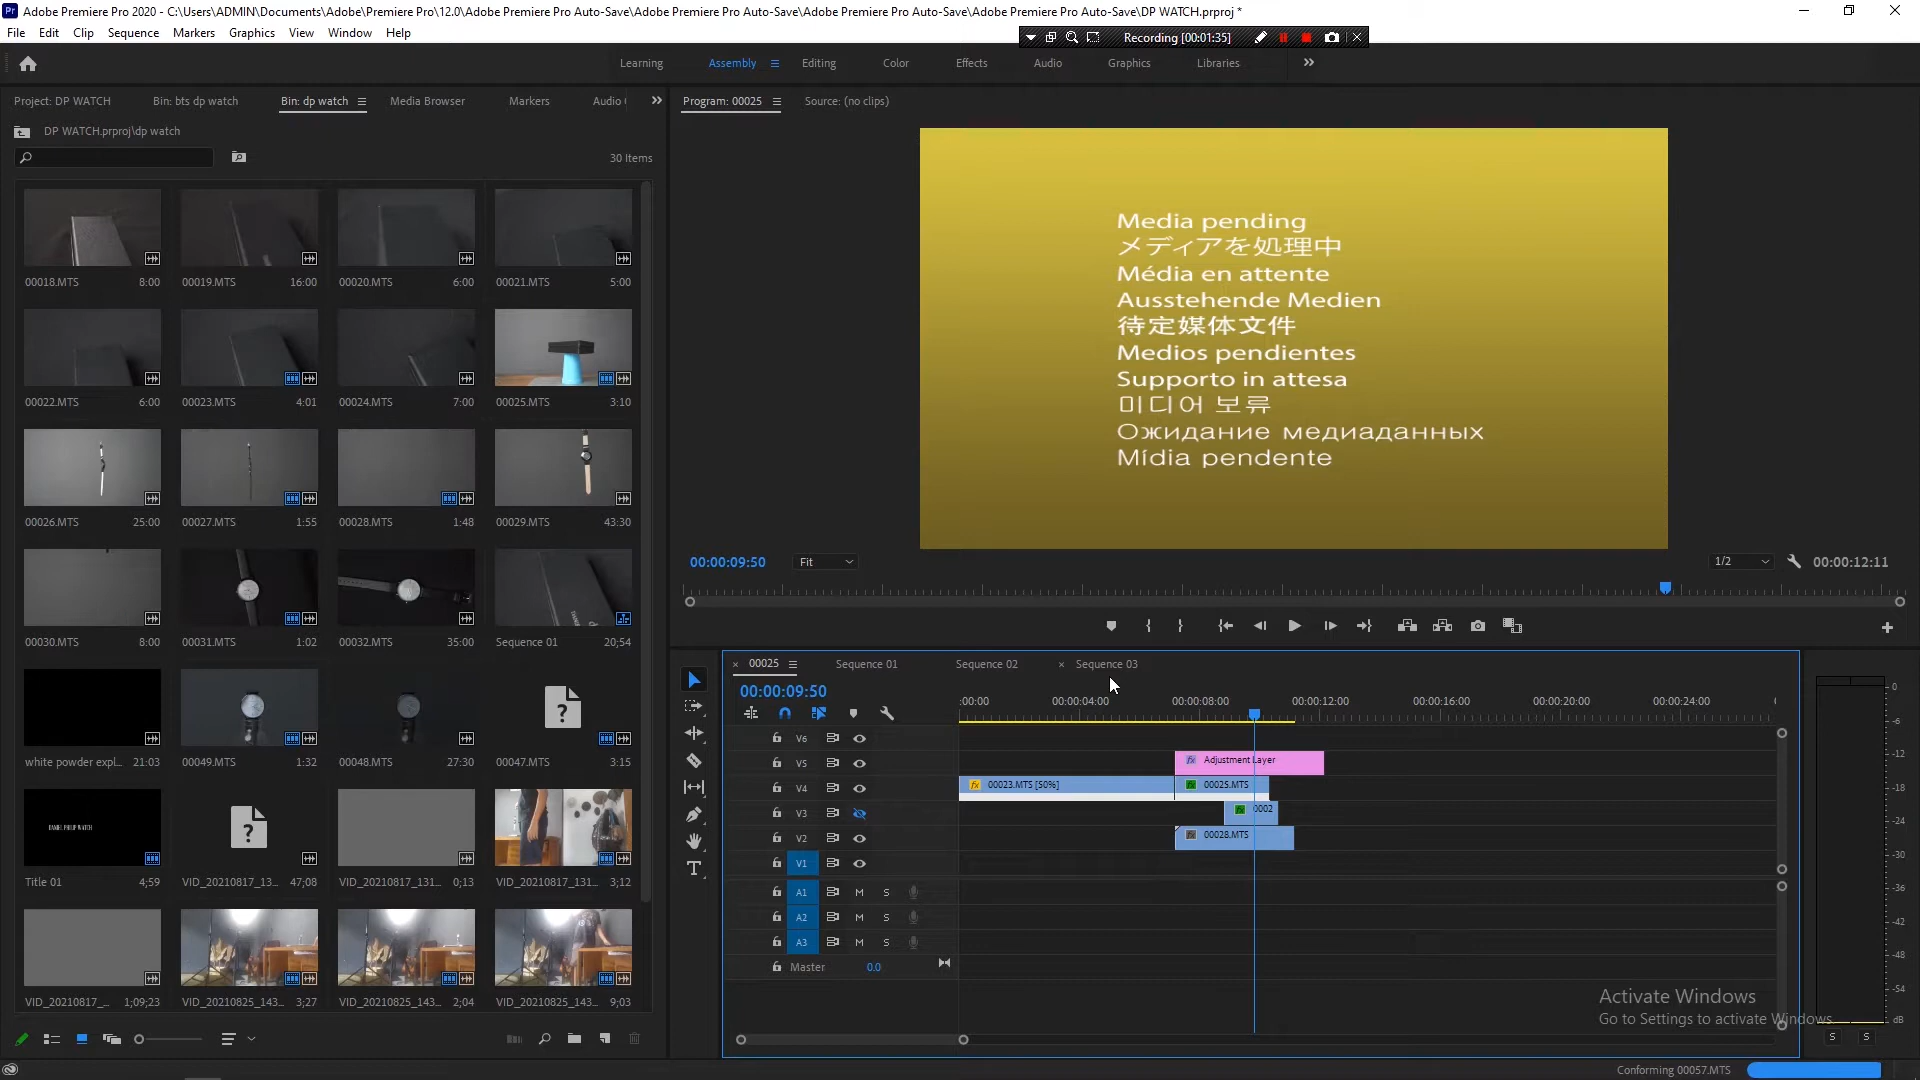 Adobe Premiere Pro 2020 - C:\Users\ADMIN\Documents\Adobe\Premiere Pro\12.0\Adobe Premiere Pro Auto-Save\Adobe Premiere Pro Auto-Save\Adobe Premiere Pro Auto-Save\Adobe Premiere Pro Auto-Save\DP WATCH.prproj *
File Edit Clip Sequence Markers Graphics View Window Help
Recording [00:01:35]
Learning Assembly Editing Color Effects Audio Graphics Libraries
Project: DP WATCH Bin: bts dp watch Bin: dp watch Media Browser Markers Audio
Program: 00025 Source: (no clips)
DP WATCH.prproj\dp watch
30 Items
00018.MTS 8:00 00019.MTS 16:00 00020.MTS 6:00 00021.MTS 5:00
00022.MTS 6:00 00023.MTS 4:01 00024.MTS 7:00 00025.MTS 3:10
00026.MTS 25:00 00027.MTS 1:55 00028.MTS 1:48 00029.MTS 43:30
00030.MTS 8:00 00031.MTS 1:02 00032.MTS 35:00 Sequence 01 20;54
white powder expl... 21:03 00049.MTS 1:32 00048.MTS 27:30 00047.MTS 3:15
DANIEL PHILIP WATCH
Title 01 4;59 VID_20210817_13... 47;08 VID_20210817_131... 0;13 VID_20210817_131... 3;12
VID_20210817_... 1;09;23 VID_20210825_143... 3;27 VID_20210825_143... 2;04 VID_20210825_143... 9;03
Media pending
メディアを処理中
Média en attente
Ausstehende Medien
待定媒体文件
Medios pendientes
Supporto in attesa
미디어 보류
Ожидание медиаданных
Mídia pendente
00:00:09:50 Fit 1/2 00:00:12:11
00025 Sequence 01 Sequence 02 Sequence 03
00:00:09:50
:00:00 00:00:04:00 00:00:08:00 00:00:12:00 00:00:16:00 00:00:20:00 00:00:24:00
V6
V5 Adjustment Layer
V4 00023.MTS [50%] 00025.MTS
V3 0002
V2 00028.MTS
V1
A1 M S
A2 M S
A3 M S
Master 0.0
0
-6
-12
-18
-24
-30
-36
-42
-48
-54
dB
S S
Activate Windows
Go to Settings to activate Windows.
Conforming 00057.MTS